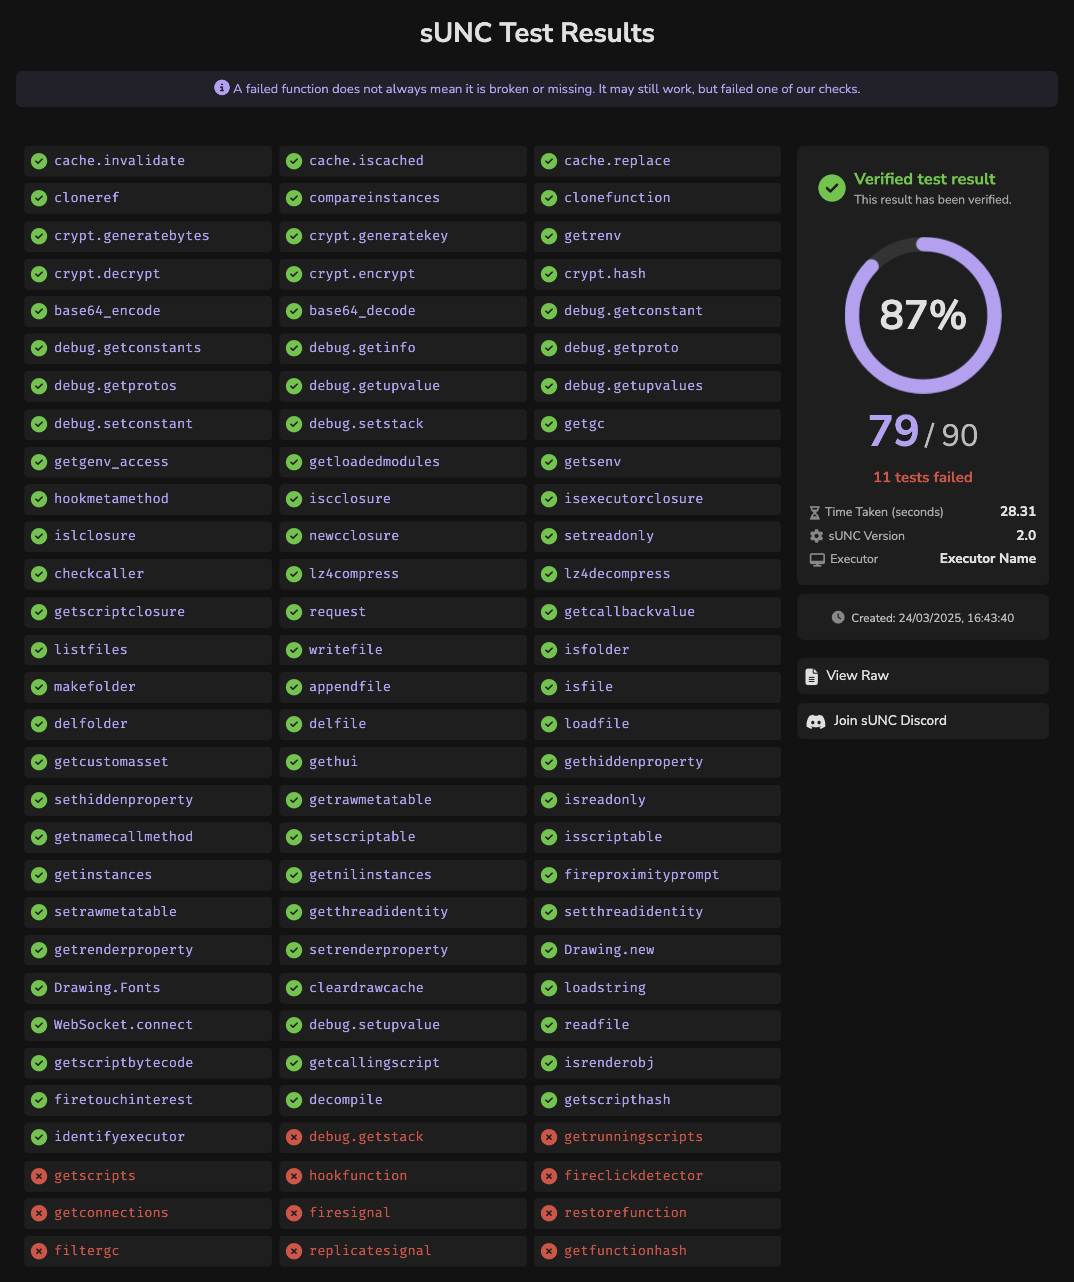 sUNC Test Results
A failed function does not always mean it is broken or missing. It may still work, but failed one of our checks.
cache.invalidate
cache.iscached
cache.replace
cloneref
compareinstances
clonefunction
crypt.generatebytes
crypt.generatekey
getrenv
crypt.decrypt
crypt.encrypt
crypt.hash
base64_encode
base64_decode
debug.getconstant
debug.getconstants
debug.getinfo
debug.getproto
debug.getprotos
debug.getupvalue
debug.getupvalues
debug.setconstant
debug.setstack
getgc
getgenv_access
getloadedmodules
getsenv
hookmetamethod
iscclosure
isexecutorclosure
islclosure
newcclosure
setreadonly
checkcaller
lz4compress
lz4decompress
getscriptclosure
request
getcallbackvalue
listfiles
writefile
isfolder
makefolder
appendfile
isfile
delfolder
delfile
loadfile
getcustomasset
gethui
gethiddenproperty
sethiddenproperty
getrawmetatable
isreadonly
getnamecallmethod
setscriptable
isscriptable
getinstances
getnilinstances
fireproximityprompt
setrawmetatable
getthreadidentity
setthreadidentity
getrenderproperty
setrenderproperty
Drawing.new
Drawing.Fonts
cleardrawcache
loadstring
WebSocket.connect
debug.setupvalue
readfile
getscriptbytecode
getcallingscript
isrenderobj
firetouchinterest
decompile
getscripthash
identifyexecutor
debug.getstack
getrunningscripts
getscripts
hookfunction
fireclickdetector
getconnections
firesignal
restorefunction
filtergc
replicatesignal
getfunctionhash
Verified test result
This result has been verified.
87%
79 / 90
11 tests failed
Time Taken (seconds) 28.31
sUNC Version 2.0
Executor Executor Name
Created: 24/03/2025, 16:43:40
View Raw
Join sUNC Discord